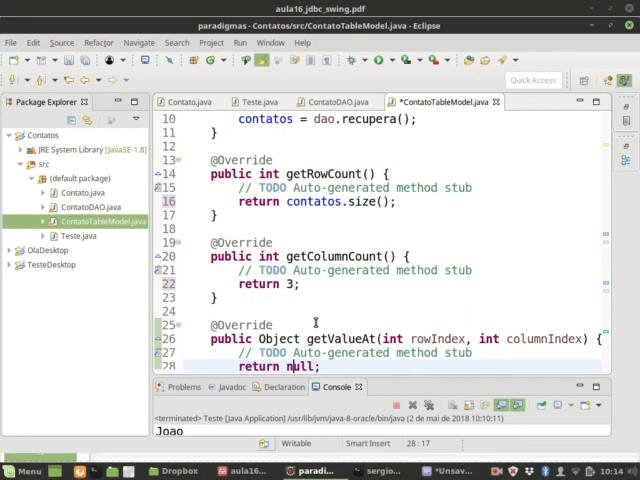 aula16_jdbc_swing.pdf
paradigmas - Contatos/src/ContatoTableModel.java - Eclipse
File Edit Source Refactor Navigate Search Project Run Window Help
Quick Access
Package Explorer
Contatos
JRE System Library [JavaSE-1.8]
src
(default package)
Contato.java
ContatoDAO.java
ContatoTableModel.java
Teste.java
OlaDesktop
TesteDesktop
Contato.java Teste.java ContatoDAO.java *ContatoTableModel.java
10 contatos = dao.recupera();
11 }
12
13 @Override
14 public int getRowCount() {
15 // TODO Auto-generated method stub
16 return contatos.size();
17 }
18
19 @Override
20 public int getColumnCount() {
21 // TODO Auto-generated method stub
22 return 3;
23 }
24
25 @Override
26 public Object getValueAt(int rowIndex, int columnIndex) {
27 // TODO Auto-generated method stub
28 return null;
Problems Javadoc Declaration Console
<terminated> Teste [Java Application] /usr/lib/jvm/java-8-oracle/bin/java (2 de mai de 2018 10:10:11)
Joao
Writable Smart Insert 28 : 17
Menu Dropbox aula16... paradi... sergio... *Unsav... 10:14